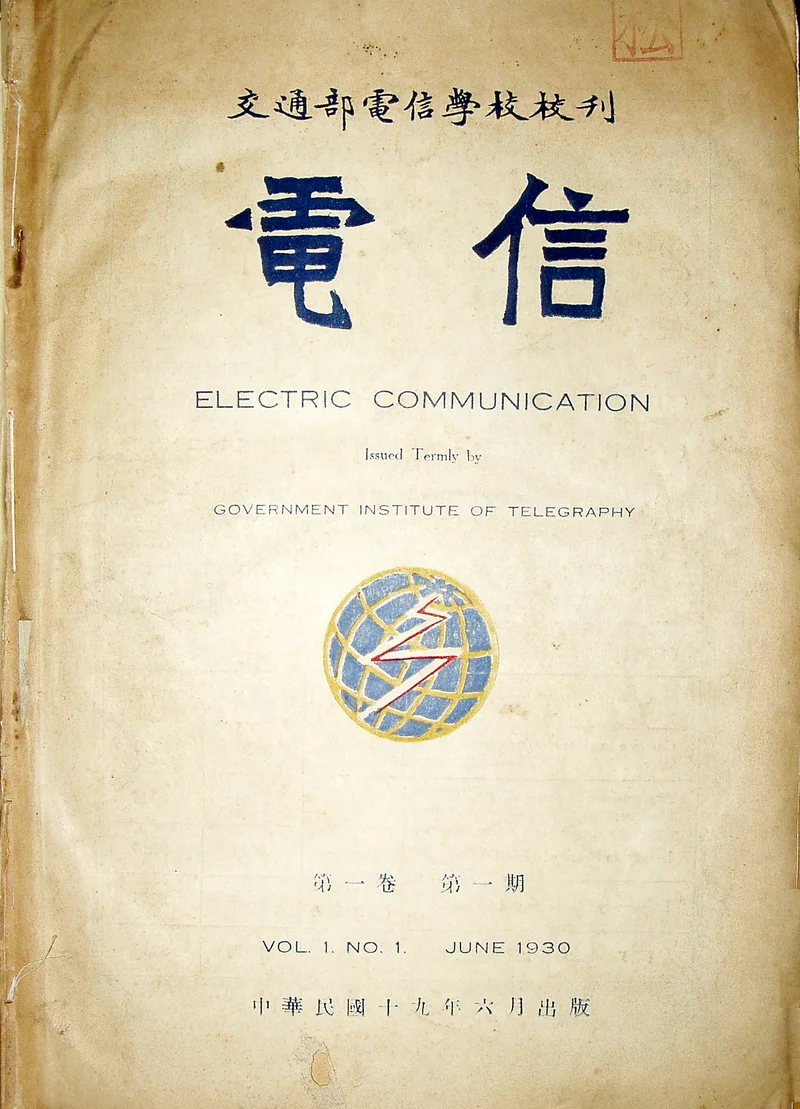 交通部電信學校校刊
電信
ELECTRIC COMMUNICATION
Issued Termly by
GOVERNMENT INSTITUTE OF TELEGRAPHY
第一卷 第一期
VOL. 1. NO. 1. JUNE 1930
中華民國十九年六月出版